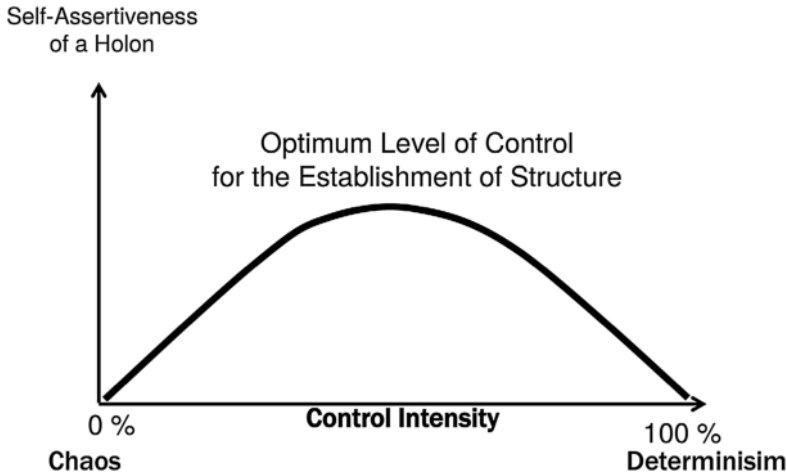 Self-Assertiveness
of a Holon
Optimum Level of Control
for the Establishment of Structure
0 %
Control Intensity
100 %
Chaos
Determinisim